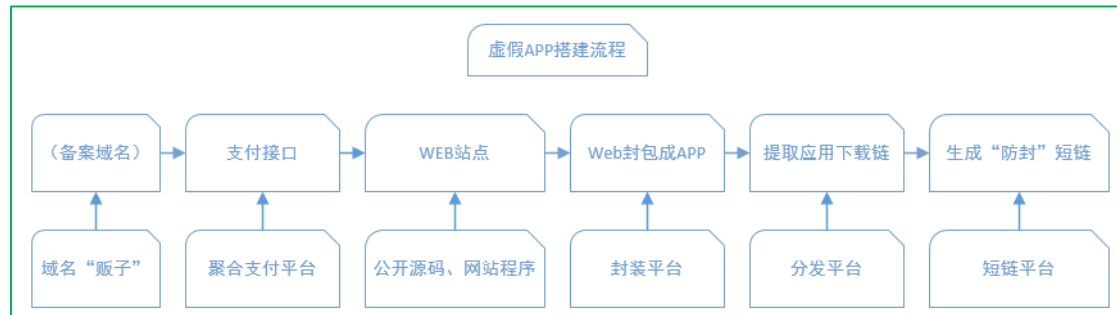 虚假APP搭建流程
（备案域名）
支付接口
WEB站点
Web封包成APP
提取应用下载链
生成“防封”短链
域名“贩子”
聚合支付平台
公开源码、网站程序
封装平台
分发平台
短链平台